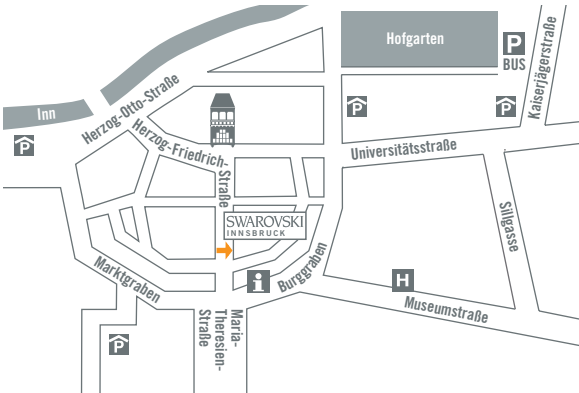 Hofgarten
P
BUS
Kaiserjägerstraße
Inn
Herzog-Otto-Straße
P
P
P
Herzog-Friedrich-
Straße
Universitätsstraße
SWAROVSKI
INNSBRUCK
Sillgasse
Marktgraben
i
Burggraben
H
Museumstraße
P
Maria-
Theresien-
Straße